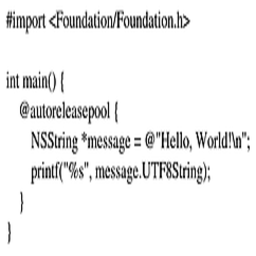 #import <Foundation/Foundation.h>
int main() {
@autoreleasepool {
NSString *message = @"Hello, World!\n";
printf("%s", message.UTF8String);
}
}